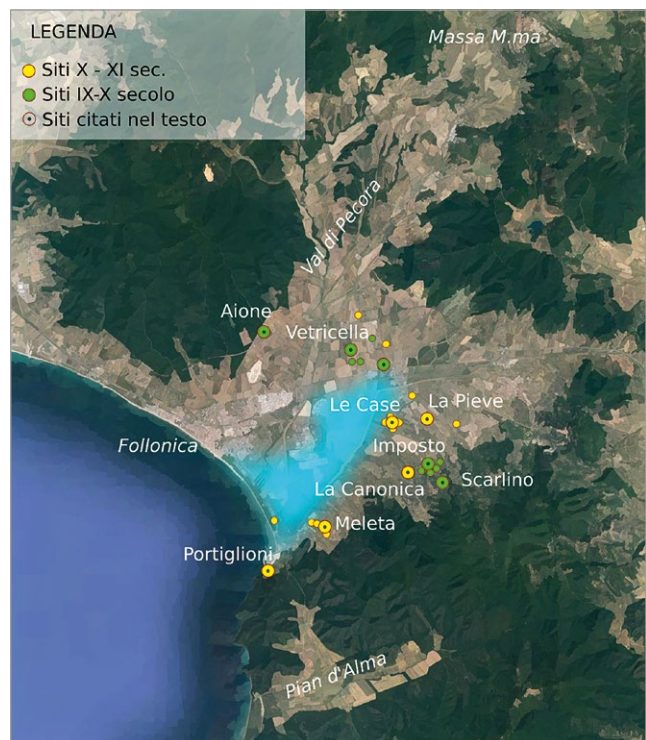 LEGENDA
Siti X - XI sec.
Siti IX-X secolo
Siti citati nel testo
Massa M.ma
Val di Pecora
Aione
Vetricella
Le Case
La Pieve
Follonica
Imposto
La Canonica
Scarlino
Meleta
Portiglioni
Pian d'Alma